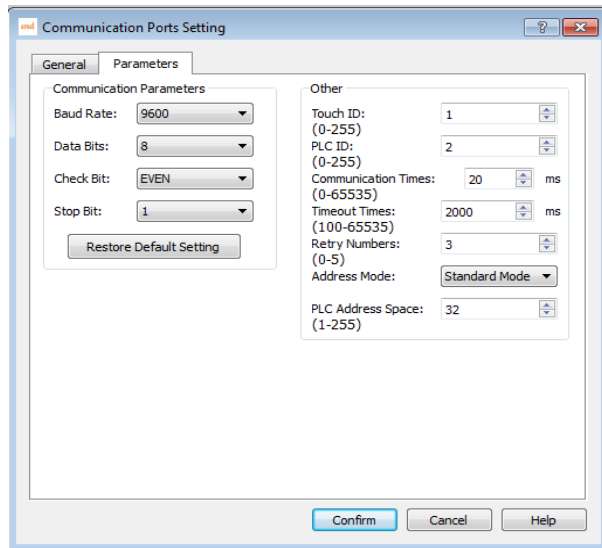 Communication Ports Setting
General
Parameters
Communication Parameters
Baud Rate: 9600
Data Bits: 8
Check Bit: EVEN
Stop Bit: 1
Restore Default Setting
Other
Touch ID: 1
(0-255)
PLC ID: 2
(0-255)
Communication Times: 20 ms
(0-65535)
Timeout Times: 2000 ms
(100-65535)
Retry Numbers: 3
(0-5)
Address Mode: Standard Mode
PLC Address Space: 32
(1-255)
Confirm
Cancel
Help